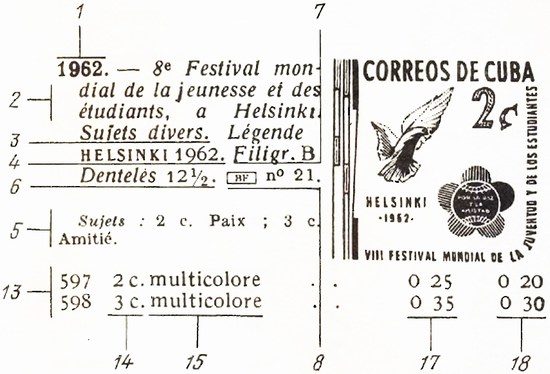 1
7
1962. — 8e Festival mon-
dial de la jeunesse et des
2
étudiants, a Helsinki.
3
Sujets divers. Légende
4
HELSINKI 1962. Filigr. B
6
Dentelés 12½. BF nº 21.
5
Sujets : 2 c. Paix ; 3 c.
Amitié.
CORREOS DE CUBA
2c
HELSINKI
·1962·
VIII FESTIVAL MUNDIAL DE LA JUVENTUD Y DE LOS ESTUDIANTES
13
597 2 c. multicolore . . 0 25 0 20
598 3 c. multicolore . . 0 35 0 30
14 15 8 17 18